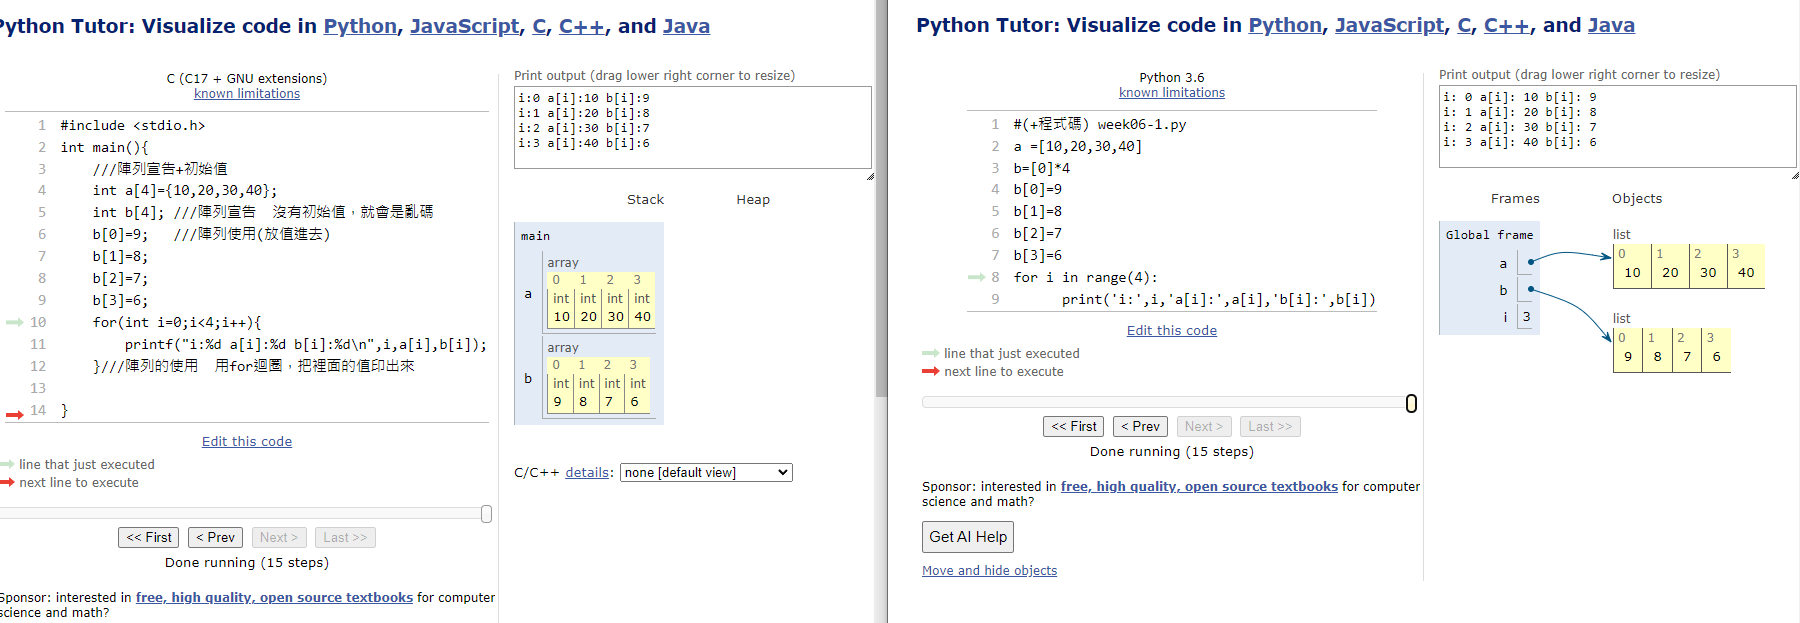 Python Tutor: Visualize code in Python, JavaScript, C, C++, and Java
C (C17 + GNU extensions)
known limitations
1 #include <stdio.h>
2 int main(){
3 ///陣列宣告+初始值
4 int a[4]={10,20,30,40};
5 int b[4]; ///陣列宣告 沒有初始值，就會是亂碼
6 b[0]=9; ///陣列使用(放值進去)
7 b[1]=8;
8 b[2]=7;
9 b[3]=6;
10 for(int i=0;i<4;i++){
11 printf("i:%d a[i]:%d b[i]:%d\n",i,a[i],b[i]);
12 }///陣列的使用 用for迴圈，把裡面的值印出來
13
14 }
Edit this code
line that just executed
next line to execute
<< First
< Prev
Next >
Last >>
Done running (15 steps)
Sponsor: interested in free, high quality, open source textbooks for computer
science and math?
Print output (drag lower right corner to resize)
i:0 a[i]:10 b[i]:9
i:1 a[i]:20 b[i]:8
i:2 a[i]:30 b[i]:7
i:3 a[i]:40 b[i]:6
Stack Heap
main
array
0 1 2 3
a
int int int int
10 20 30 40
array
0 1 2 3
b
int int int int
9 8 7 6
C/C++ details: none [default view]
Python Tutor: Visualize code in Python, JavaScript, C, C++, and Java
Python 3.6
known limitations
1 #(+程式碼) week06-1.py
2 a =[10,20,30,40]
3 b=[0]*4
4 b[0]=9
5 b[1]=8
6 b[2]=7
7 b[3]=6
8 for i in range(4):
9 print('i:',i,'a[i]:',a[i],'b[i]:',b[i])
Edit this code
line that just executed
next line to execute
<< First
< Prev
Next >
Last >>
Done running (15 steps)
Sponsor: interested in free, high quality, open source textbooks for computer
science and math?
Get AI Help
Move and hide objects
Print output (drag lower right corner to resize)
i: 0 a[i]: 10 b[i]: 9
i: 1 a[i]: 20 b[i]: 8
i: 2 a[i]: 30 b[i]: 7
i: 3 a[i]: 40 b[i]: 6
Frames Objects
Global frame
a
b
i 3
list
0 1 2 3
10 20 30 40
list
0 1 2 3
9 8 7 6